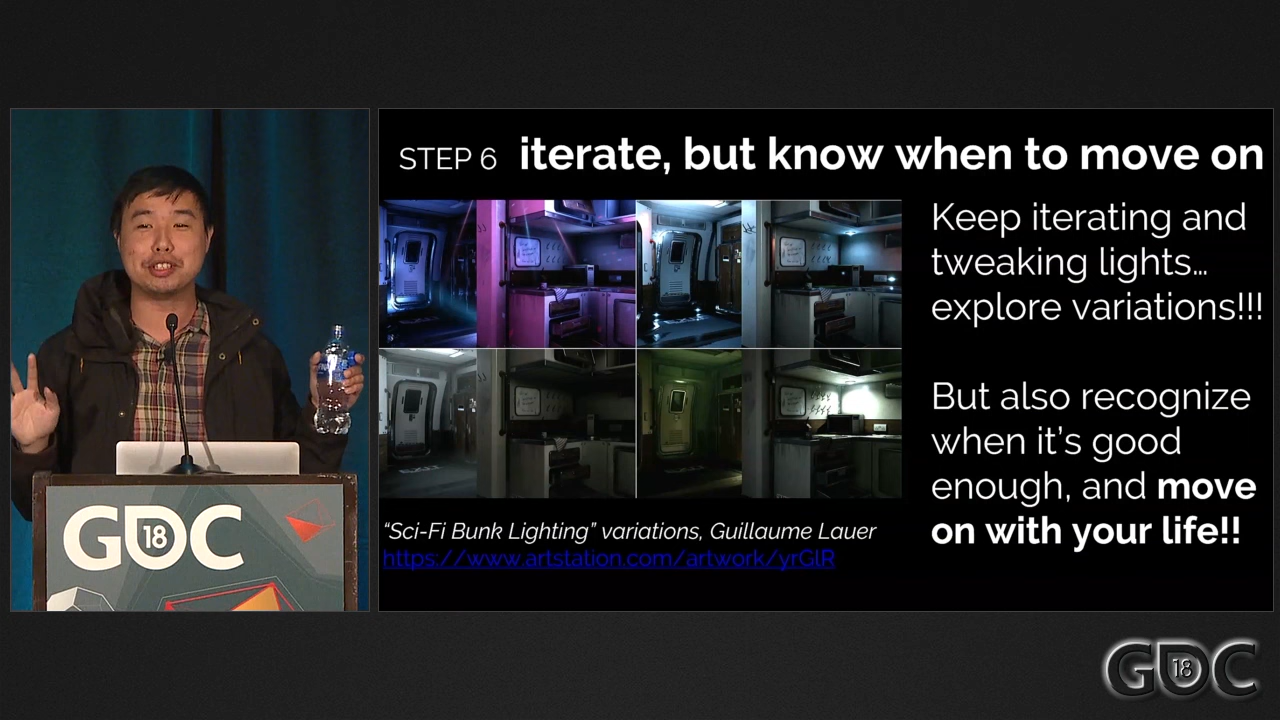 STEP 6 iterate, but know when to move on
Keep iterating and
tweaking lights…
explore variations!!!
But also recognize
when it’s good
enough, and move
on with your life!!
“Sci-Fi Bunk Lighting” variations, Guillaume Lauer
https://www.artstation.com/artwork/yrGlR
GDC 18
GDC 18